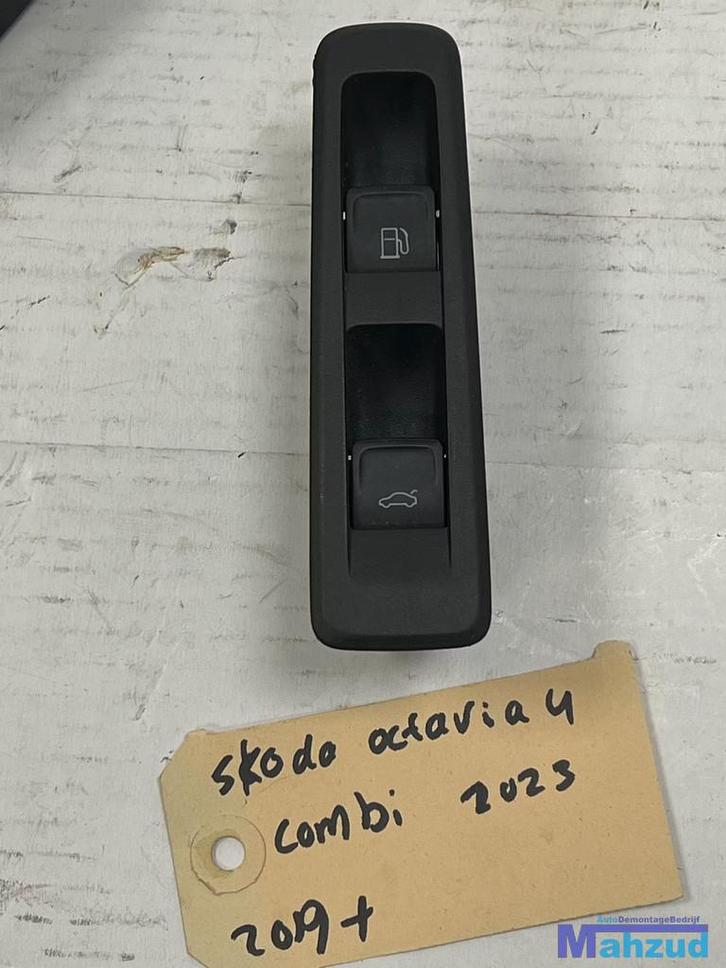 skoda octavia 4
combi 2023
2019+
AutoDemontageBedrijf
Mahzud